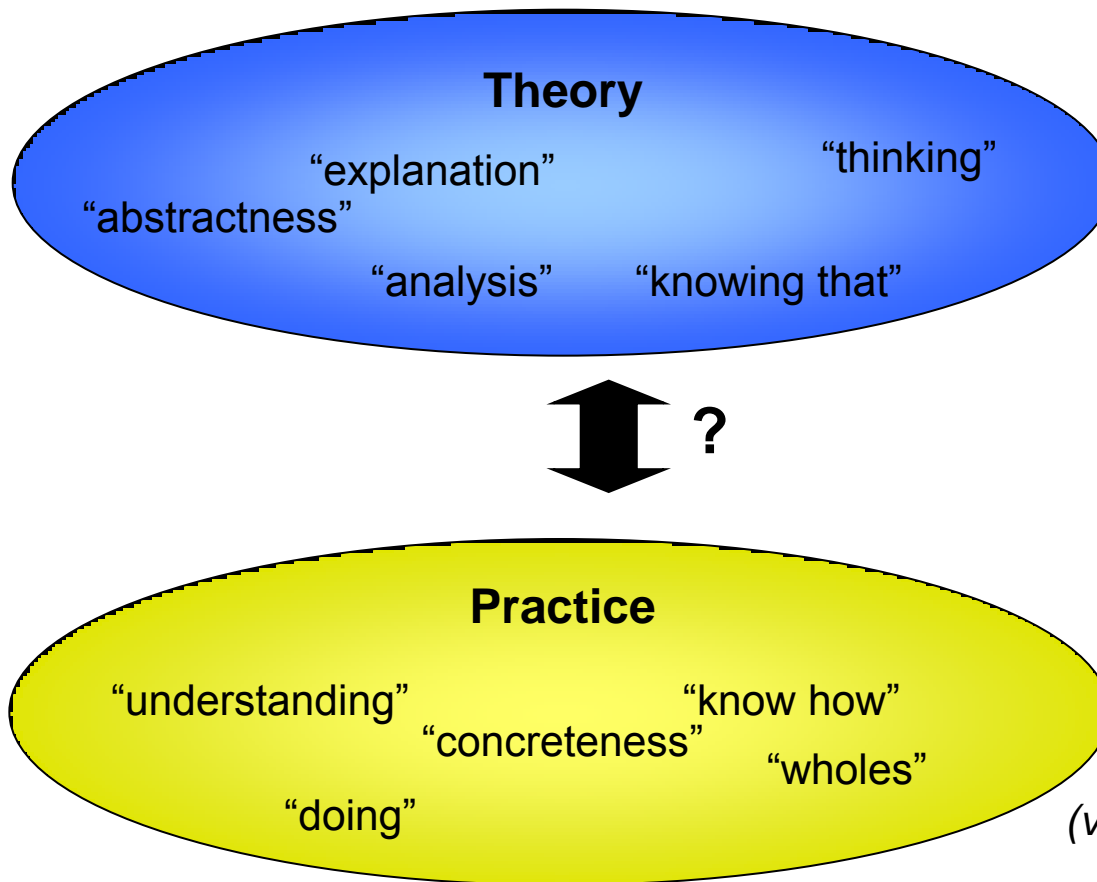 Theory
“explanation”
“thinking”
“abstractness”
“analysis” “knowing that”
?
Practice
“understanding” “know how”
“concreteness”
“wholes”
“doing”
(v